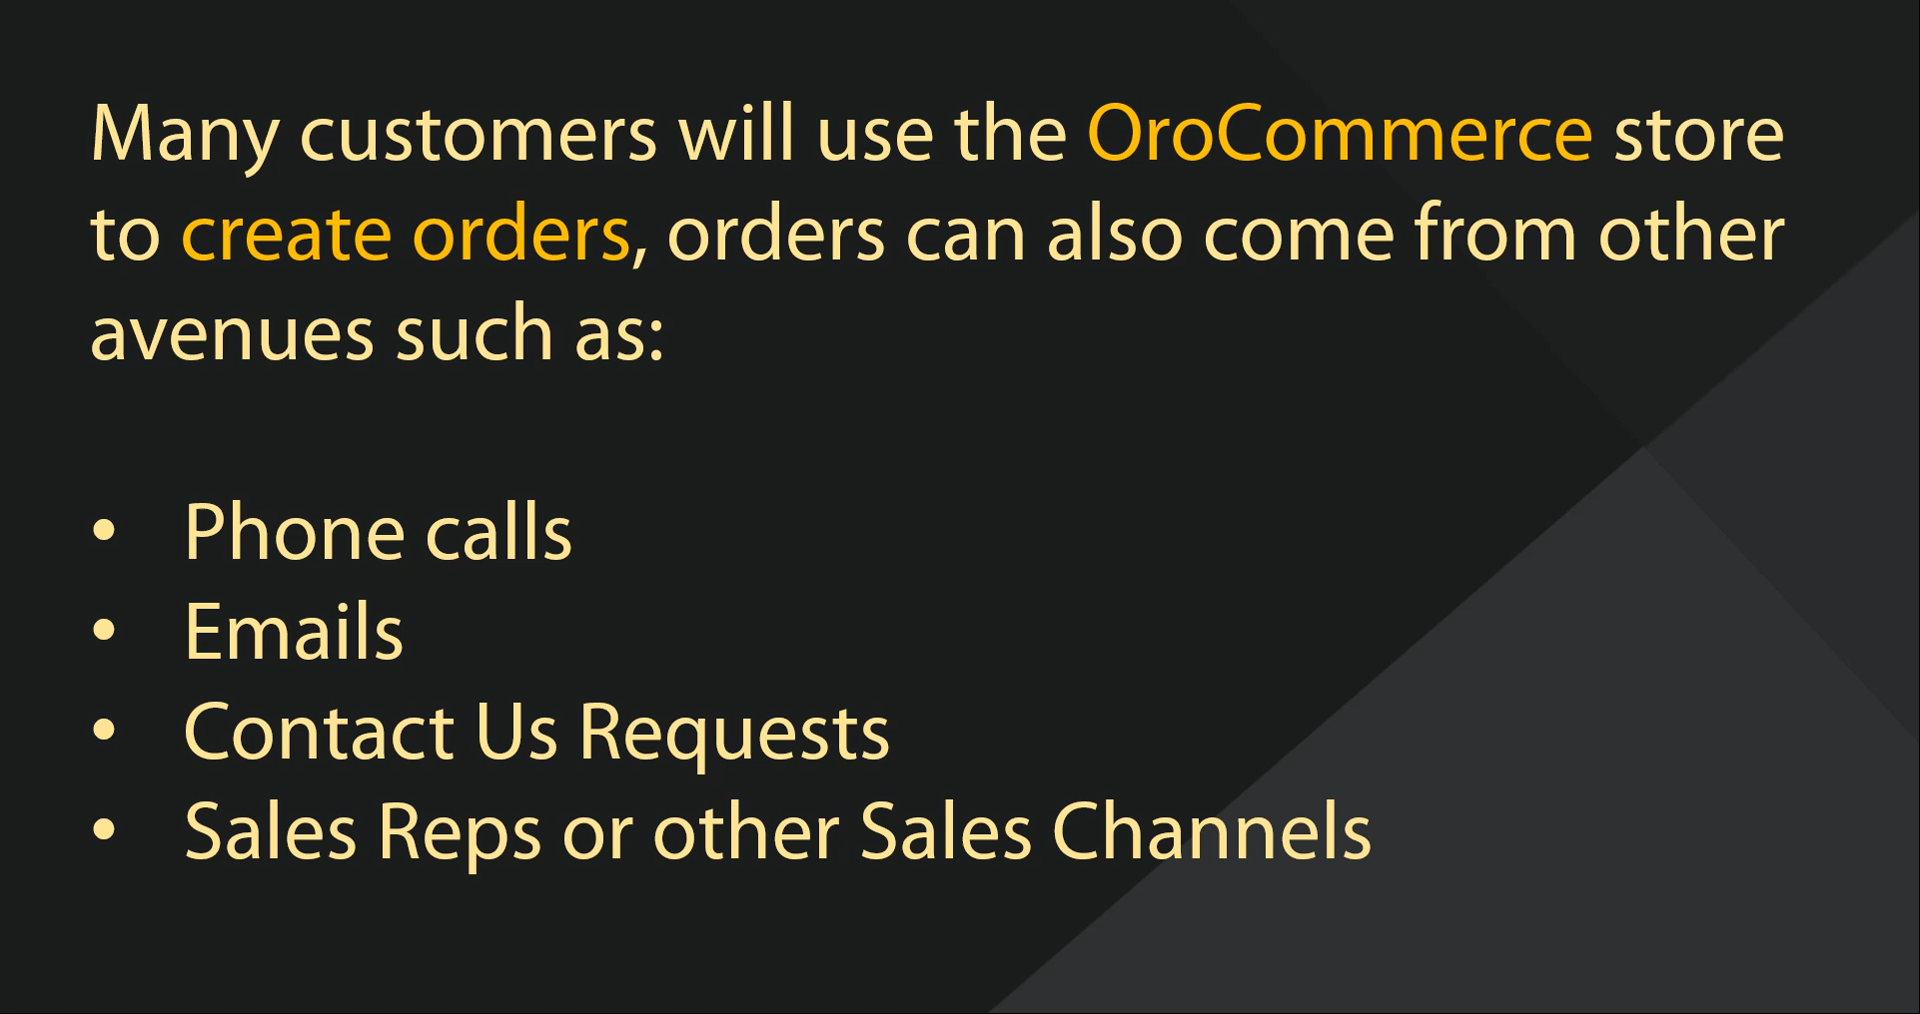 Many customers will use the OroCommerce store
to create orders, orders can also come from other
avenues such as:
• Phone calls
• Emails
• Contact Us Requests
• Sales Reps or other Sales Channels